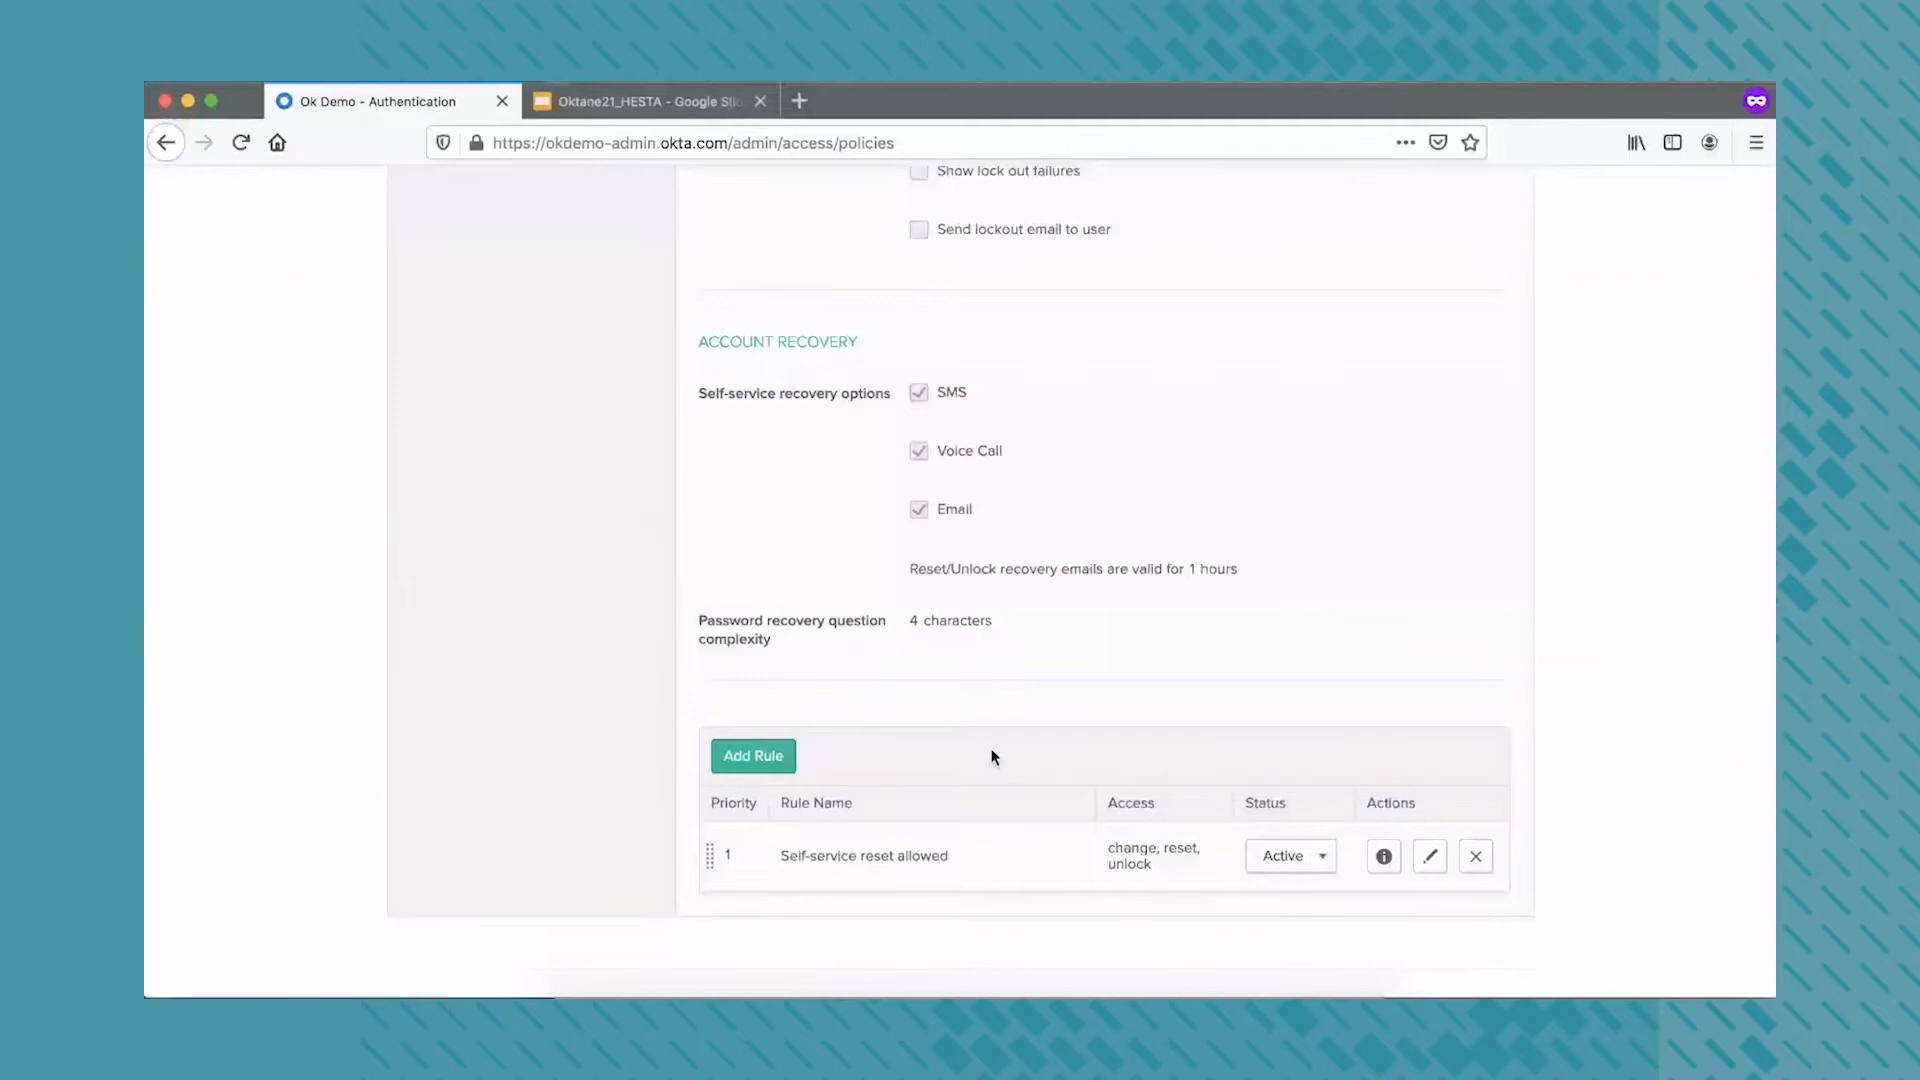 Ok Demo - Authentication
Oktane21_HESTA - Google Sli
https://okdemo-admin.okta.com/admin/access/policies
Show lock out failures
Send lockout email to user
ACCOUNT RECOVERY
Self-service recovery options
SMS
Voice Call
Email
Reset/Unlock recovery emails are valid for 1 hours
Password recovery question
complexity
4 characters
Add Rule
Priority Rule Name Access Status Actions
1 Self-service reset allowed change, reset,
unlock Active